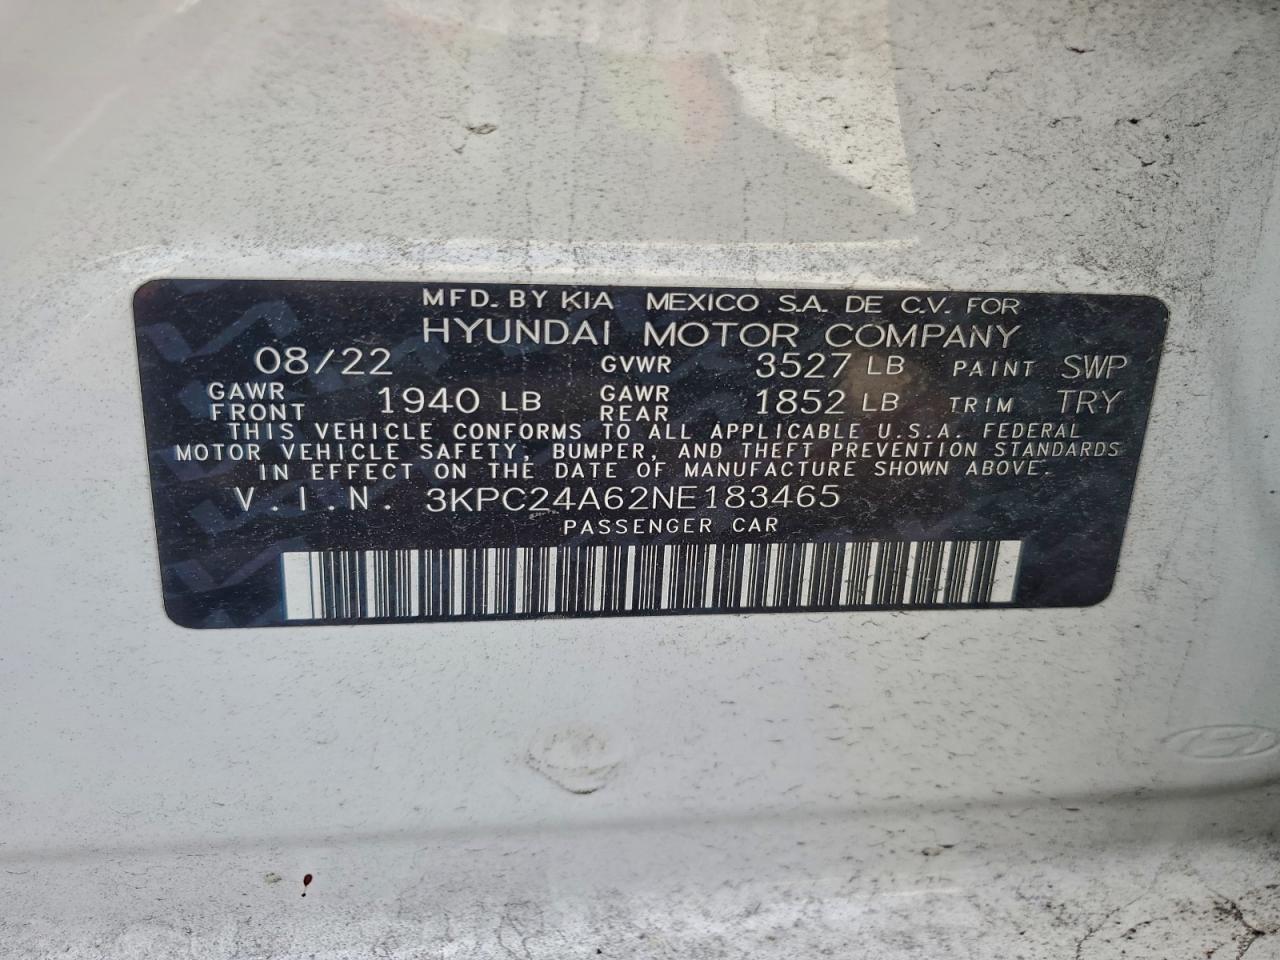 MFD. BY KIA MEXICO S.A. DE C.V. FOR
HYUNDAI MOTOR COMPANY
08/22 GVWR 3527 LB PAINT SWP
GAWR FRONT 1940 LB GAWR REAR 1852 LB TRIM TRY
THIS VEHICLE CONFORMS TO ALL APPLICABLE U.S.A. FEDERAL
MOTOR VEHICLE SAFETY, BUMPER, AND THEFT PREVENTION STANDARDS
IN EFFECT ON THE DATE OF MANUFACTURE SHOWN ABOVE.
V.I.N. 3KPC24A62NE183465
PASSENGER CAR